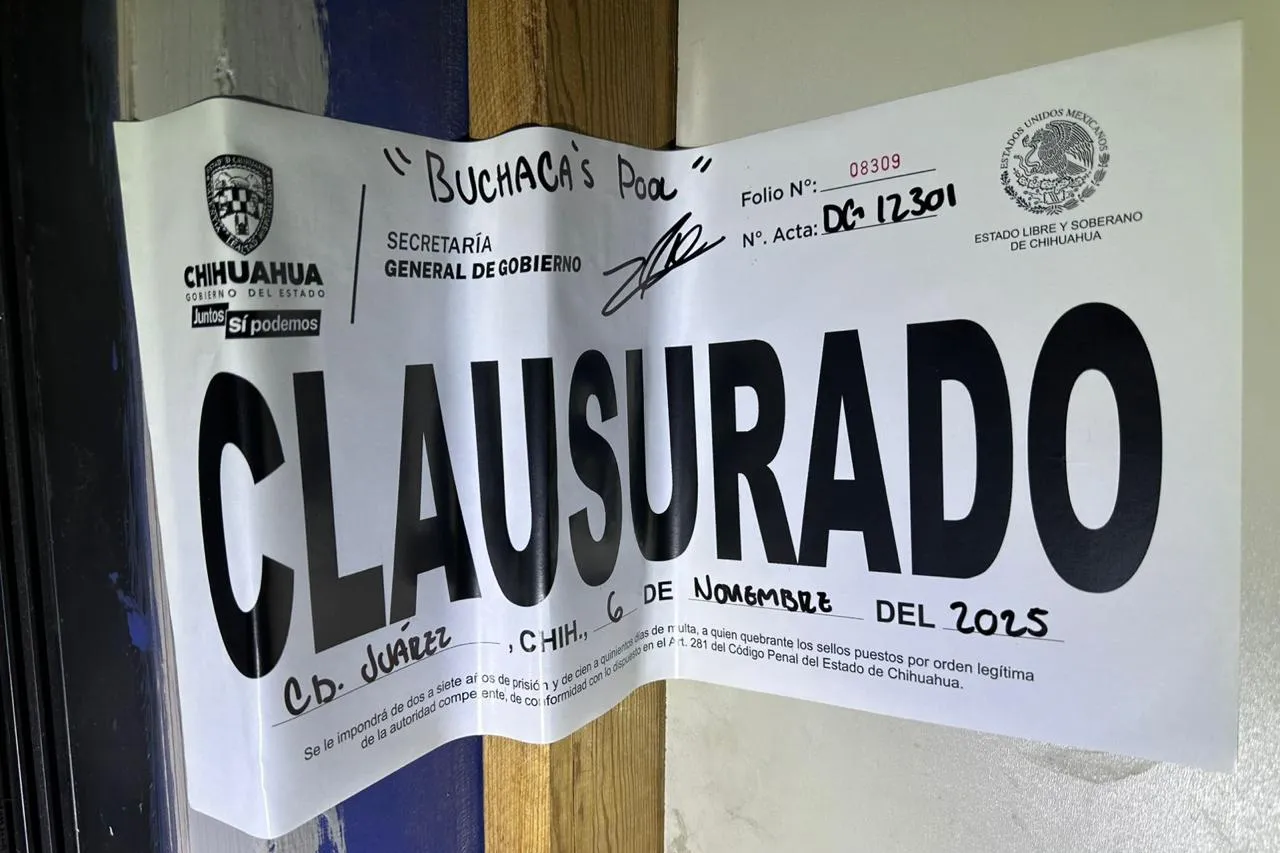 "BUCHACA'S POOL"
CHIHUAHUA
GOBIERNO DEL ESTADO
Juntos Sí podemos
SECRETARÍA
GENERAL DE GOBIERNO
Folio Nº: 08309
Nº. Acta: DG-12301
ESTADOS UNIDOS MEXICANOS
ESTADO LIBRE Y SOBERANO
DE CHIHUAHUA
CLAUSURADO
CD. JUÁREZ, CHIH., 6 DE NOVIEMBRE DEL 2025
Se le impondrá de dos a siete años de prisión y de cien a quinientos días de multa, a quien quebrante los sellos puestos por orden legítima
de la autoridad competente, de conformidad con lo dispuesto en el Art. 281 del Código Penal del Estado de Chihuahua.